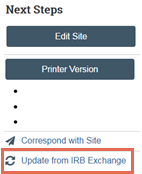 Next Steps
Edit Site
Printer Version
Correspond with Site
Update from IRB Exchange